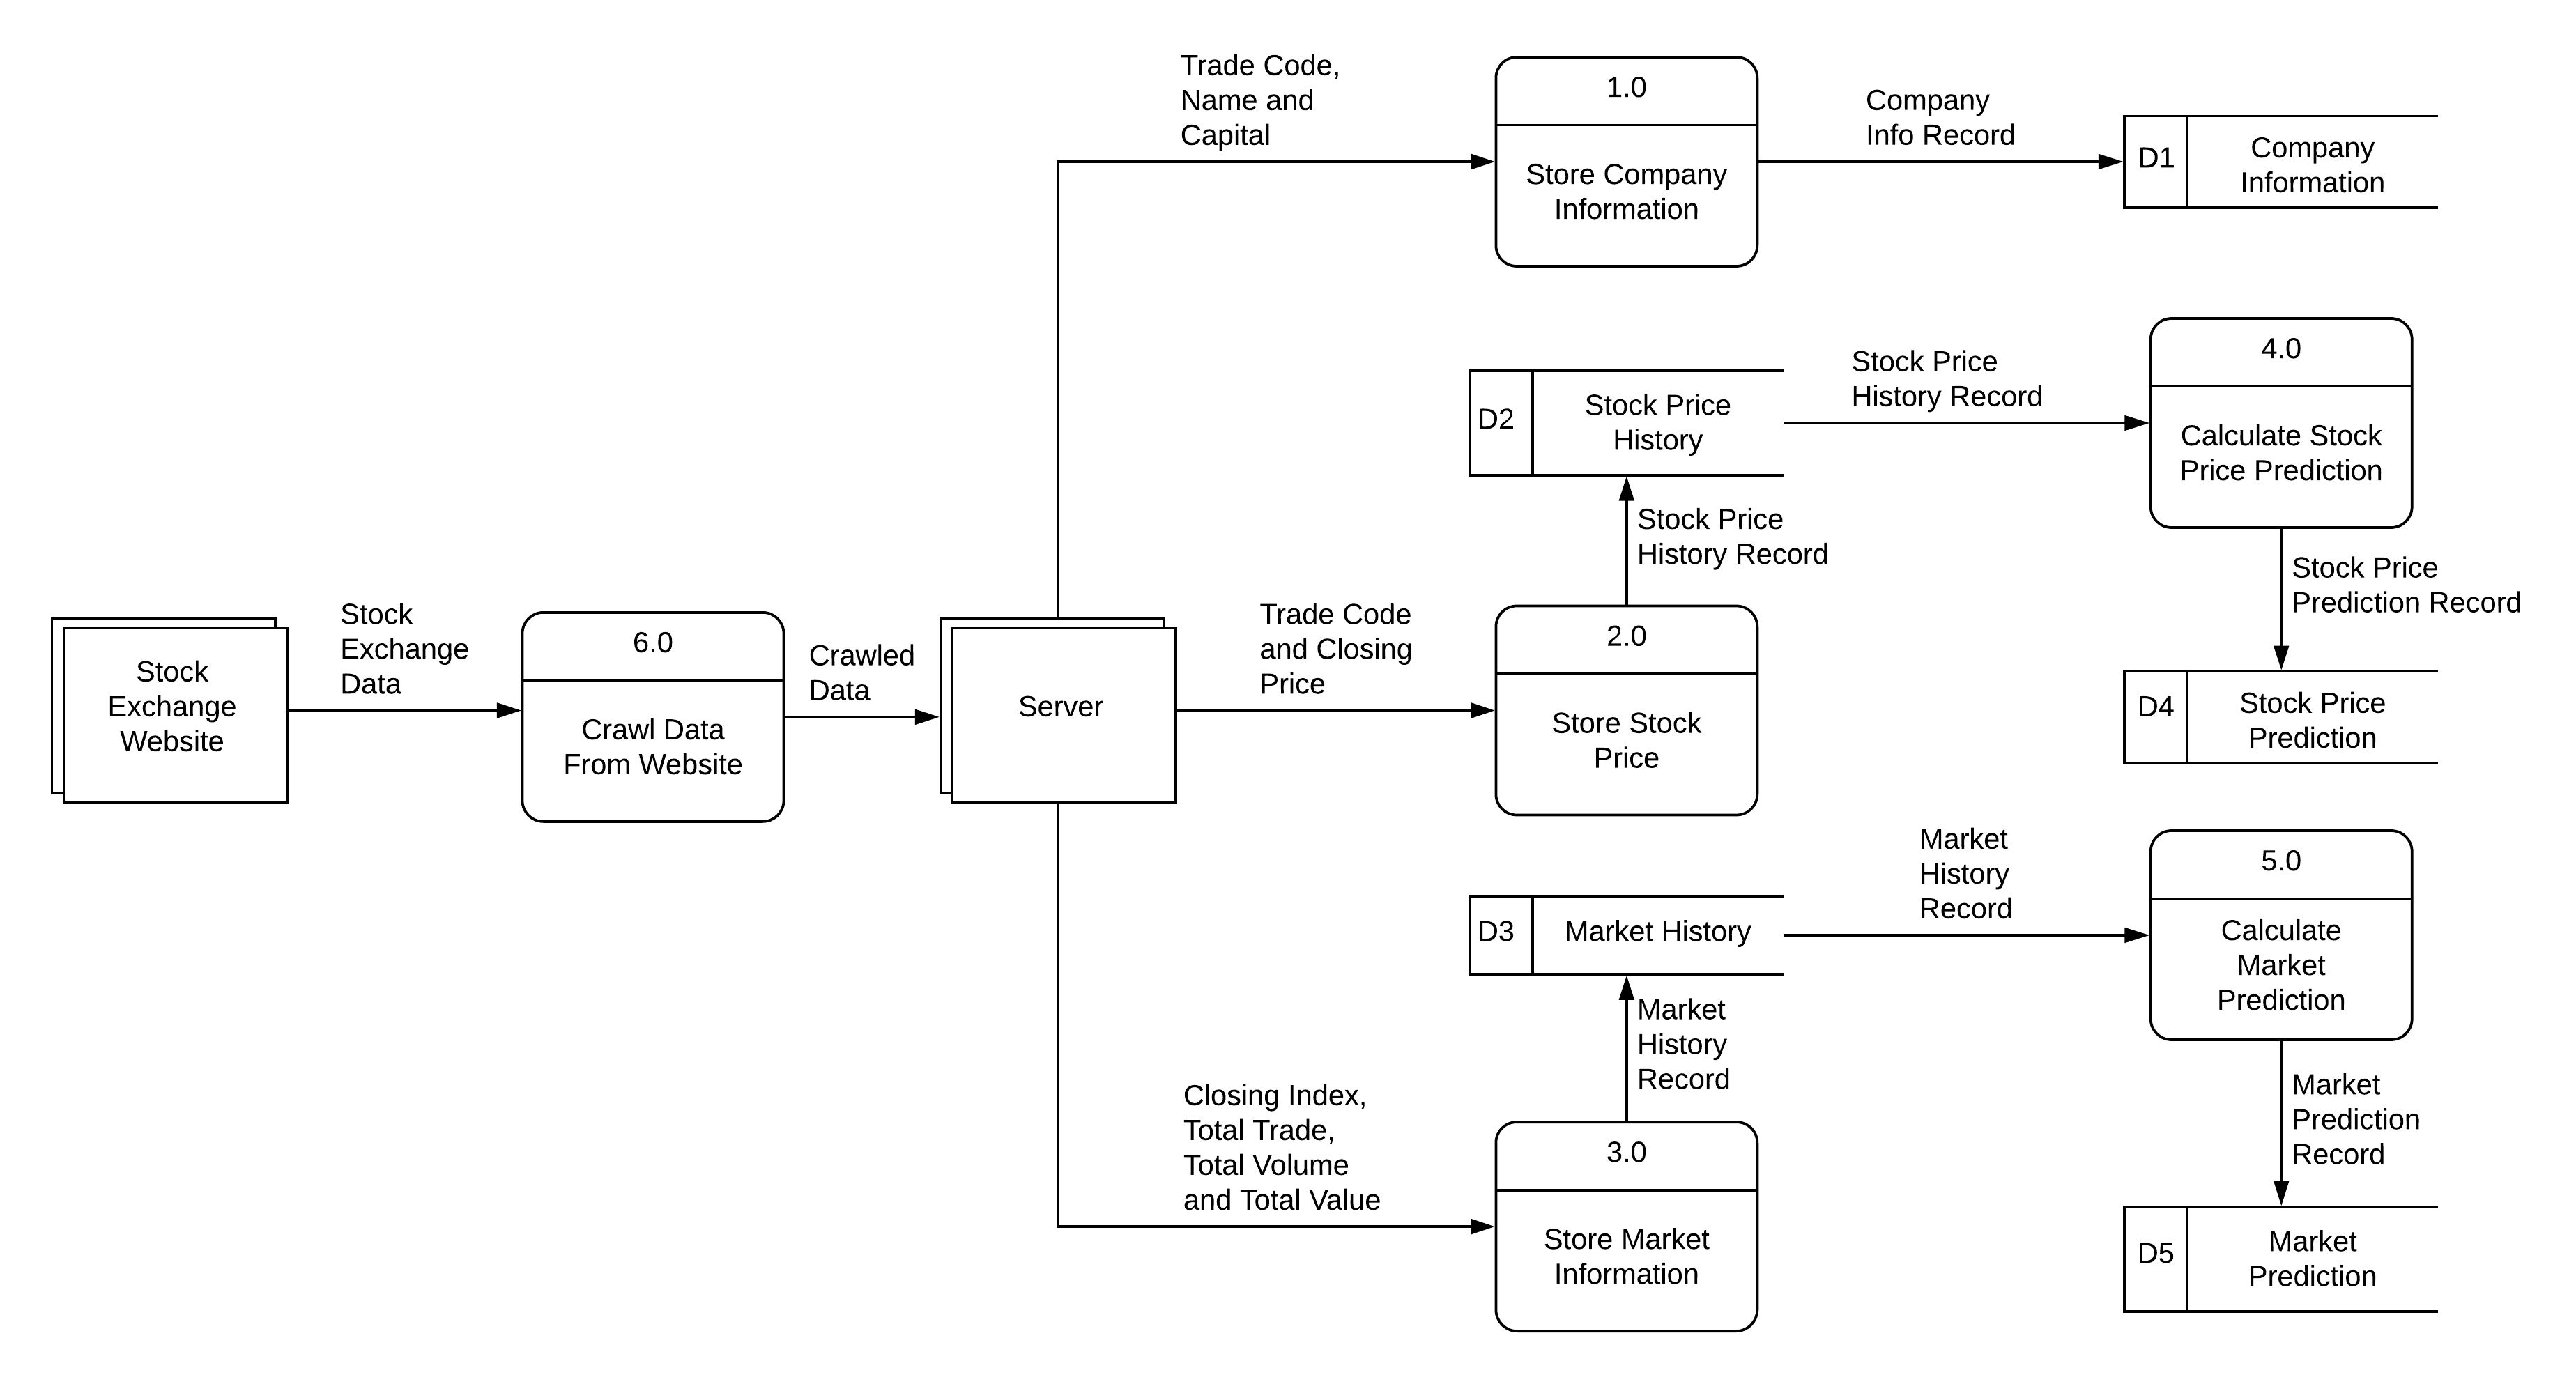 Trade Code,
Name and
Capital
1.0
Store Company
Information
Company
Info Record
D1
Company
Information
D2
Stock Price
History
Stock Price
History Record
4.0
Calculate Stock
Price Prediction
Stock Price
History Record
Stock Price
Prediction Record
Stock
Exchange
Website
Stock
Exchange
Data
6.0
Crawl Data
From Website
Crawled
Data
Server
Trade Code
and Closing
Price
2.0
Store Stock
Price
D4
Stock Price
Prediction
D3
Market History
Market
History
Record
5.0
Calculate
Market
Prediction
Market
History
Record
Closing Index,
Total Trade,
Total Volume
and Total Value
3.0
Store Market
Information
Market
Prediction
Record
D5
Market
Prediction